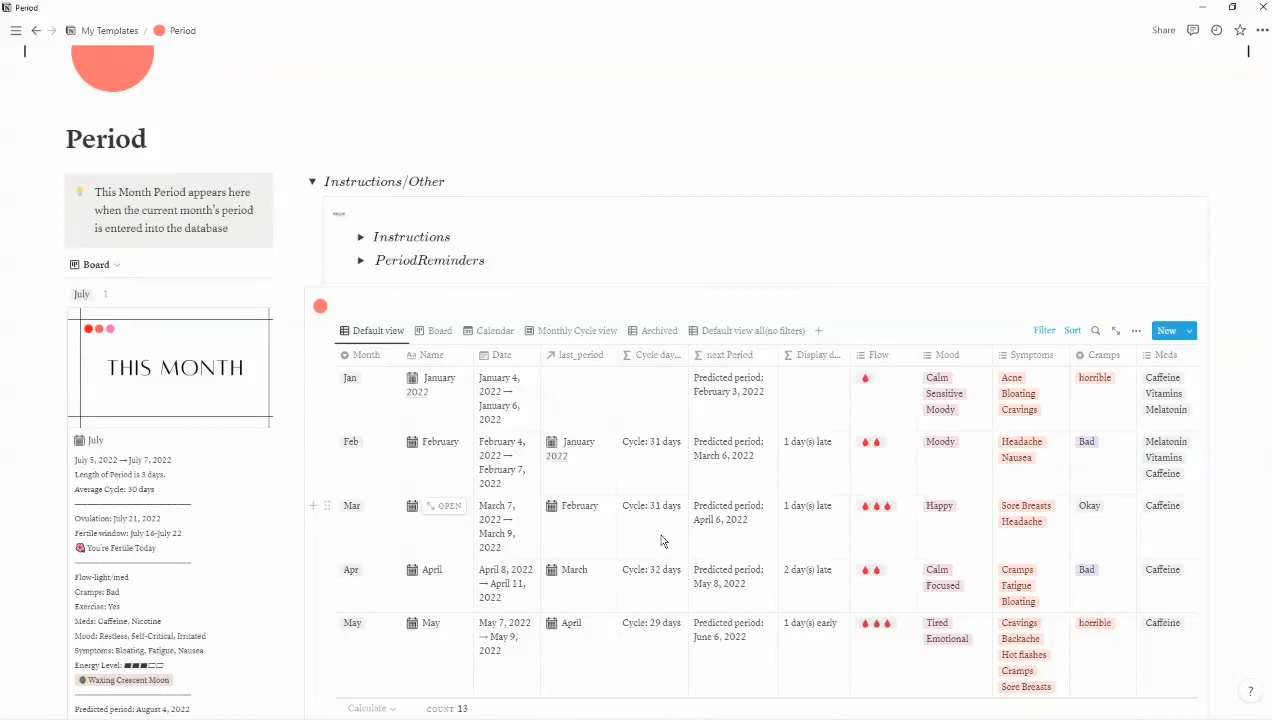 Period
My Templates / Period
Share
Period
This Month Period appears here
when the current month's period
is entered into the database
Board
July 1
THIS MONTH
July
July 5, 2022 → July 7, 2022
Length of Period is 3 days.
Average Cycle: 30 days
Ovulation: July 21, 2022
Fertile window: July 16-July 22
You're Fertile Today
Flow-light/med
Cramps: Bad
Exercise: Yes
Meds: Caffeine, Nicotine
Mood: Restless, Self-Critical, Irritated
Symptoms: Bloating, Fatigue, Nausea
Energy Level:
Waxing Crescent Moon
Predicted period: August 4, 2022
Instructions/Other
Instructions
PeriodReminders
Default view Board Calendar Monthly Cycle view Archived Default view all(no filters) +
Filter Sort New
Month Aa Name Date last_period Cycle day... next Period Display d... Flow Mood Symptoms Cramps Meds
Jan
January
2022
January 4,
2022 →
January 6,
2022
Predicted period:
February 3, 2022
Calm
Sensitive
Moody
Acne
Bloating
Cravings
horrible
Caffeine
Vitamins
Melatonin
Feb
February
February 4,
2022 →
February 7,
2022
January
2022
Cycle: 31 days
Predicted period:
March 6, 2022
1 day(s) late
Moody
Headache
Nausea
Bad
Melatonin
Vitamins
Caffeine
Mar
OPEN
March 7,
2022 →
March 9,
2022
February
Cycle: 31 days
Predicted period:
April 6, 2022
1 day(s) late
Happy
Sore Breasts
Headache
Okay
Caffeine
Apr
April
April 8, 2022
→ April 11,
2022
March
Cycle: 32 days
Predicted period:
May 8, 2022
2 day(s) late
Calm
Focused
Cramps
Fatigue
Bloating
Bad
Caffeine
May
May
May 7, 2022
→ May 9,
2022
April
Cycle: 29 days
Predicted period:
June 6, 2022
1 day(s) early
Tired
Emotional
Cravings
Backache
Hot flashes
Cramps
Sore Breasts
horrible
Caffeine
Calculate
COUNT 13
?